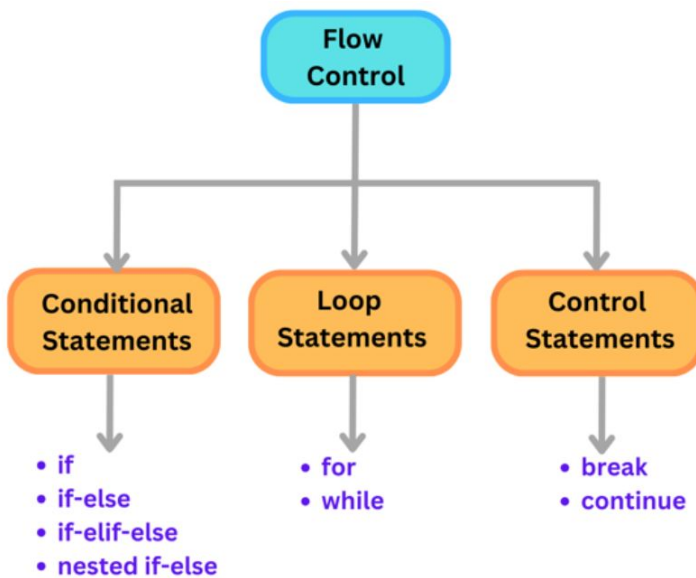 Flow
Control
Conditional
Statements
Loop
Statements
Control
Statements
• if
• if-else
• if-elif-else
• nested if-else
• for
• while
• break
• continue